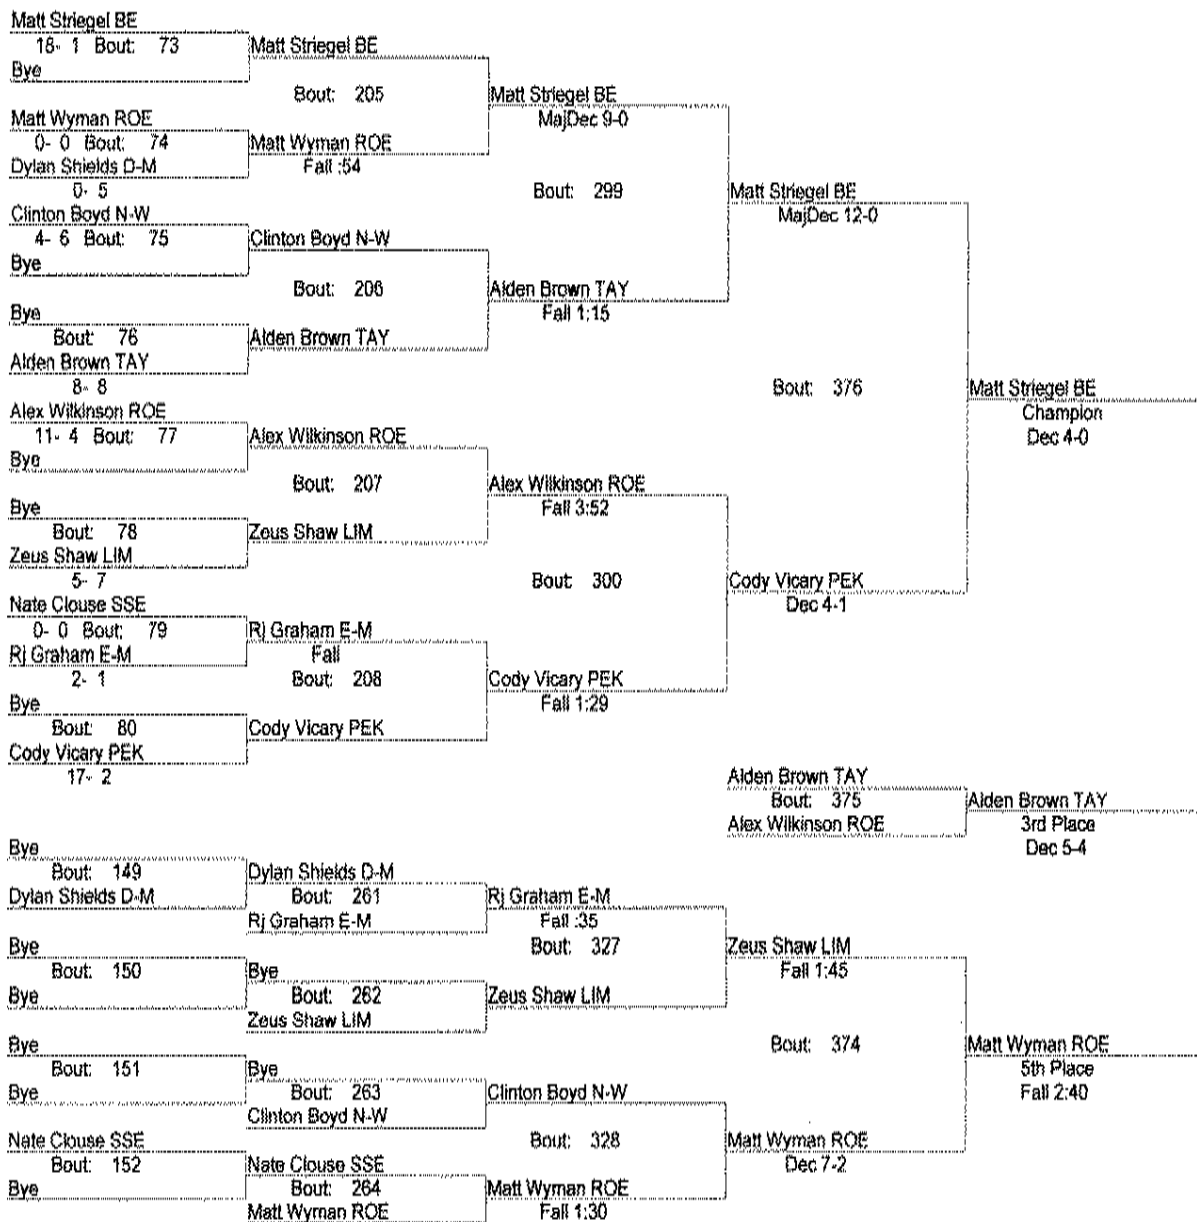 Matt Striegel BE
18- 1 Bout: 73
Bye
Matt Striegel BE
Bout: 205
Matt Wyman ROE
0- 0 Bout: 74
Dylan Shields D-M
0- 5
Matt Wyman ROE
Fall :54
Matt Striegel BE
MajDec 9-0
Bout: 299
Clinton Boyd N-W
4- 6 Bout: 75
Bye
Clinton Boyd N-W
Bout: 206
Bye
Bout: 76
Alden Brown TAY
8- 8
Alden Brown TAY
Alden Brown TAY
Fall 1:15
Matt Striegel BE
MajDec 12-0
Bout: 376
Matt Striegel BE
Champion
Dec 4-0
Alex Wilkinson ROE
11- 4 Bout: 77
Bye
Alex Wilkinson ROE
Bout: 207
Bye
Bout: 78
Zeus Shaw LIM
5- 7
Zeus Shaw LIM
Alex Wilkinson ROE
Fall 3:52
Bout: 300
Nate Clouse SSE
0- 0 Bout: 79
Rj Graham E-M
2- 1
Rj Graham E-M
Fall
Bout: 208
Bye
Bout: 80
Cody Vicary PEK
17- 2
Cody Vicary PEK
Cody Vicary PEK
Fall 1:29
Cody Vicary PEK
Dec 4-1
Alden Brown TAY
Bout: 375
Alex Wilkinson ROE
Alden Brown TAY
3rd Place
Dec 5-4
Bye
Bout: 149
Dylan Shields D-M
Dylan Shields D-M
Bout: 261
Rj Graham E-M
Rj Graham E-M
Fall :35
Bout: 327
Bye
Bout: 150
Bye
Bye
Bout: 262
Zeus Shaw LIM
Zeus Shaw LIM
Zeus Shaw LIM
Fall 1:45
Bout: 374
Bye
Bout: 151
Bye
Bye
Bout: 263
Clinton Boyd N-W
Clinton Boyd N-W
Bout: 328
Nate Clouse SSE
Bout: 152
Bye
Nate Clouse SSE
Bout: 264
Matt Wyman ROE
Matt Wyman ROE
Fall 1:30
Matt Wyman ROE
Dec 7-2
Matt Wyman ROE
5th Place
Fall 2:40